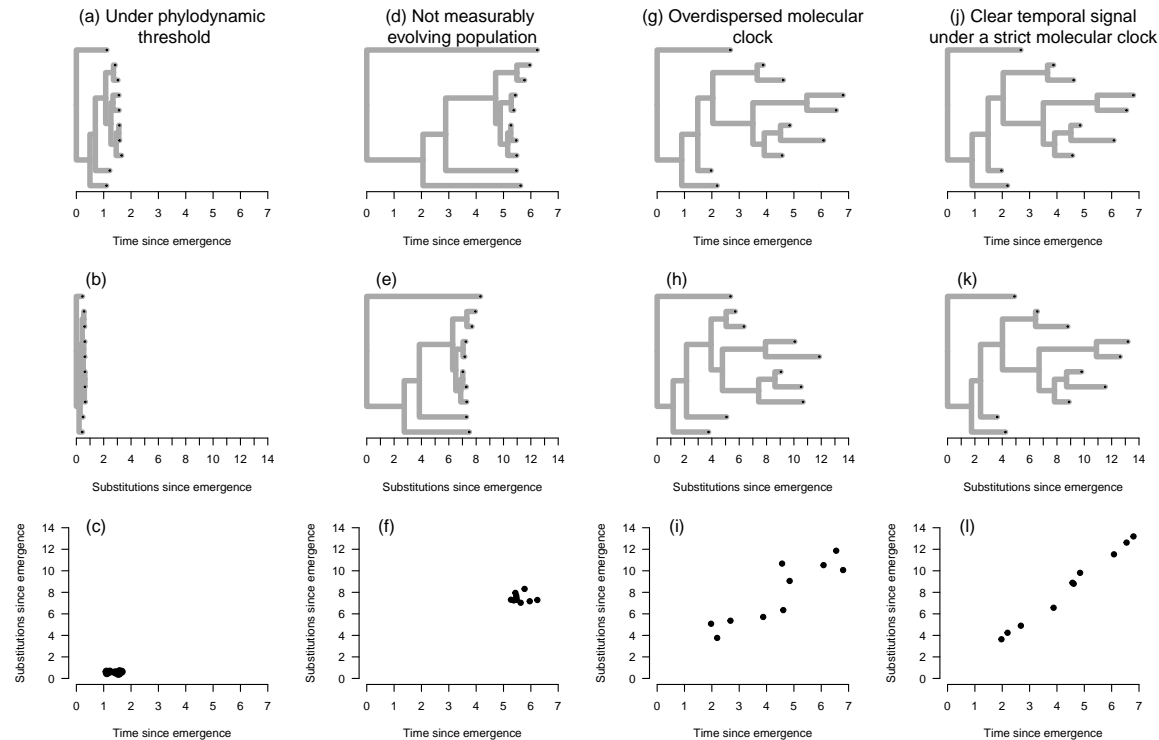 (a) Under phylodynamic
threshold
(d) Not measurably
evolving population
(g) Overdispersed molecular
clock
(j) Clear temporal signal
under a strict molecular clock
0 1 2 3 4 5 6 7
0 1 2 3 4 5 6 7
0 1 2 3 4 5 6 7
0 1 2 3 4 5 6 7
Time since emergence
Time since emergence
Time since emergence
Time since emergence
(b)
(e)
(h)
(k)
0 2 4 6 8 10 12 14
0 2 4 6 8 10 12 14
0 2 4 6 8 10 12 14
0 2 4 6 8 10 12 14
Substitutions since emergence
Substitutions since emergence
Substitutions since emergence
Substitutions since emergence
(c)
Substitutions since emergence
14
12
10
8
6
4
2
0
0 1 2 3 4 5 6 7
Time since emergence
(f)
Substitutions since emergence
14
12
10
8
6
4
2
0
0 1 2 3 4 5 6 7
Time since emergence
(i)
Substitutions since emergence
14
12
10
8
6
4
2
0
0 1 2 3 4 5 6 7
Time since emergence
(l)
Substitutions since emergence
14
12
10
8
6
4
2
0
0 1 2 3 4 5 6 7
Time since emergence